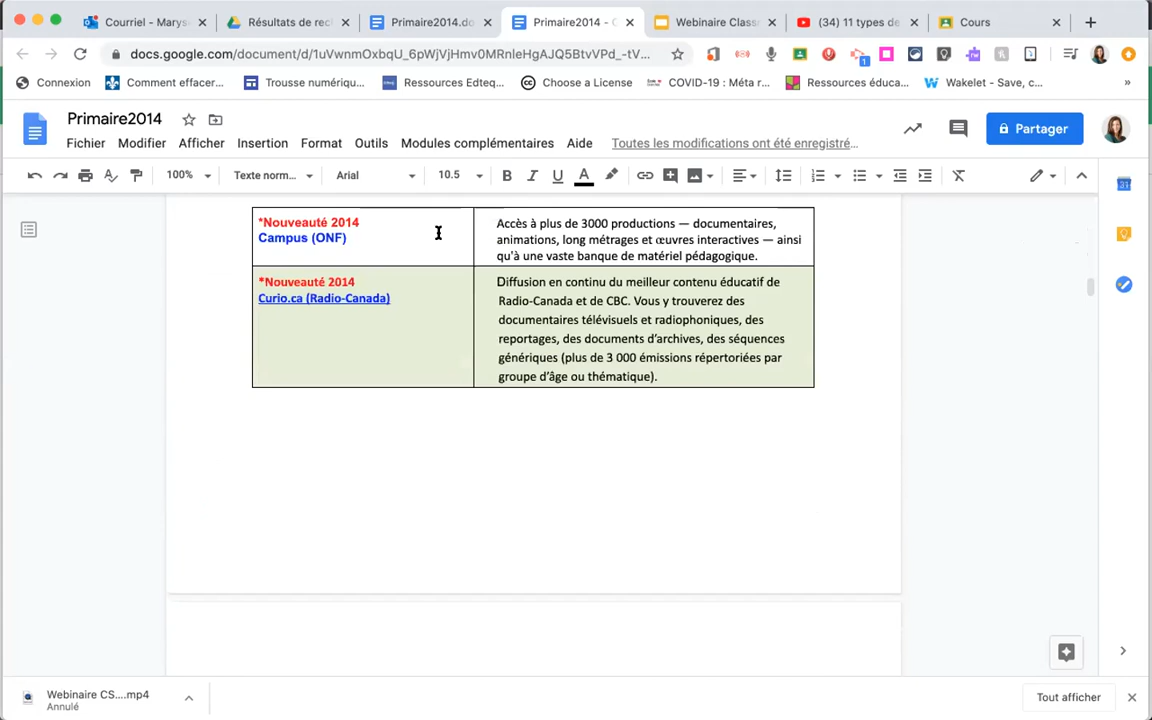 Courriel - Marys
Résultats de rec
Primaire2014.do
Primaire2014 - G
Webinaire Class
(34) 11 types de
Cours
docs.google.com/document/d/1uVwnmOxbqU_6pWjVjHmv0MRnleHgAJQ5BtvVPd_-tV...
Connexion
Comment effacer...
Trousse numériqu...
Ressources Edteq...
Choose a License
COVID-19 : Méta r...
Ressources éduca...
Wakelet - Save, c...
»
Primaire2014
Partager
Fichier
Modifier
Affichage
Insertion
Format
Outils
Modules complémentaires
Aide
Toutes les modifications ont été enregistré...
100%
Texte norm...
Arial
10.5
B
I
U
A
31
*Nouveauté 2014
Campus (ONF)
Accès à plus de 3000 productions — documentaires,
animations, long métrages et œuvres interactives — ainsi
qu'à une vaste banque de matériel pédagogique.
*Nouveauté 2014
Curio.ca (Radio-Canada)
Diffusion en continu du meilleur contenu éducatif de
Radio-Canada et de CBC. Vous y trouverez des
documentaires télévisuels et radiophoniques, des
reportages, des documents d'archives, des séquences
génériques (plus de 3 000 émissions répertoriées par
groupe d'âge ou thématique).
Webinaire CS....mp4
Annulé
Tout afficher